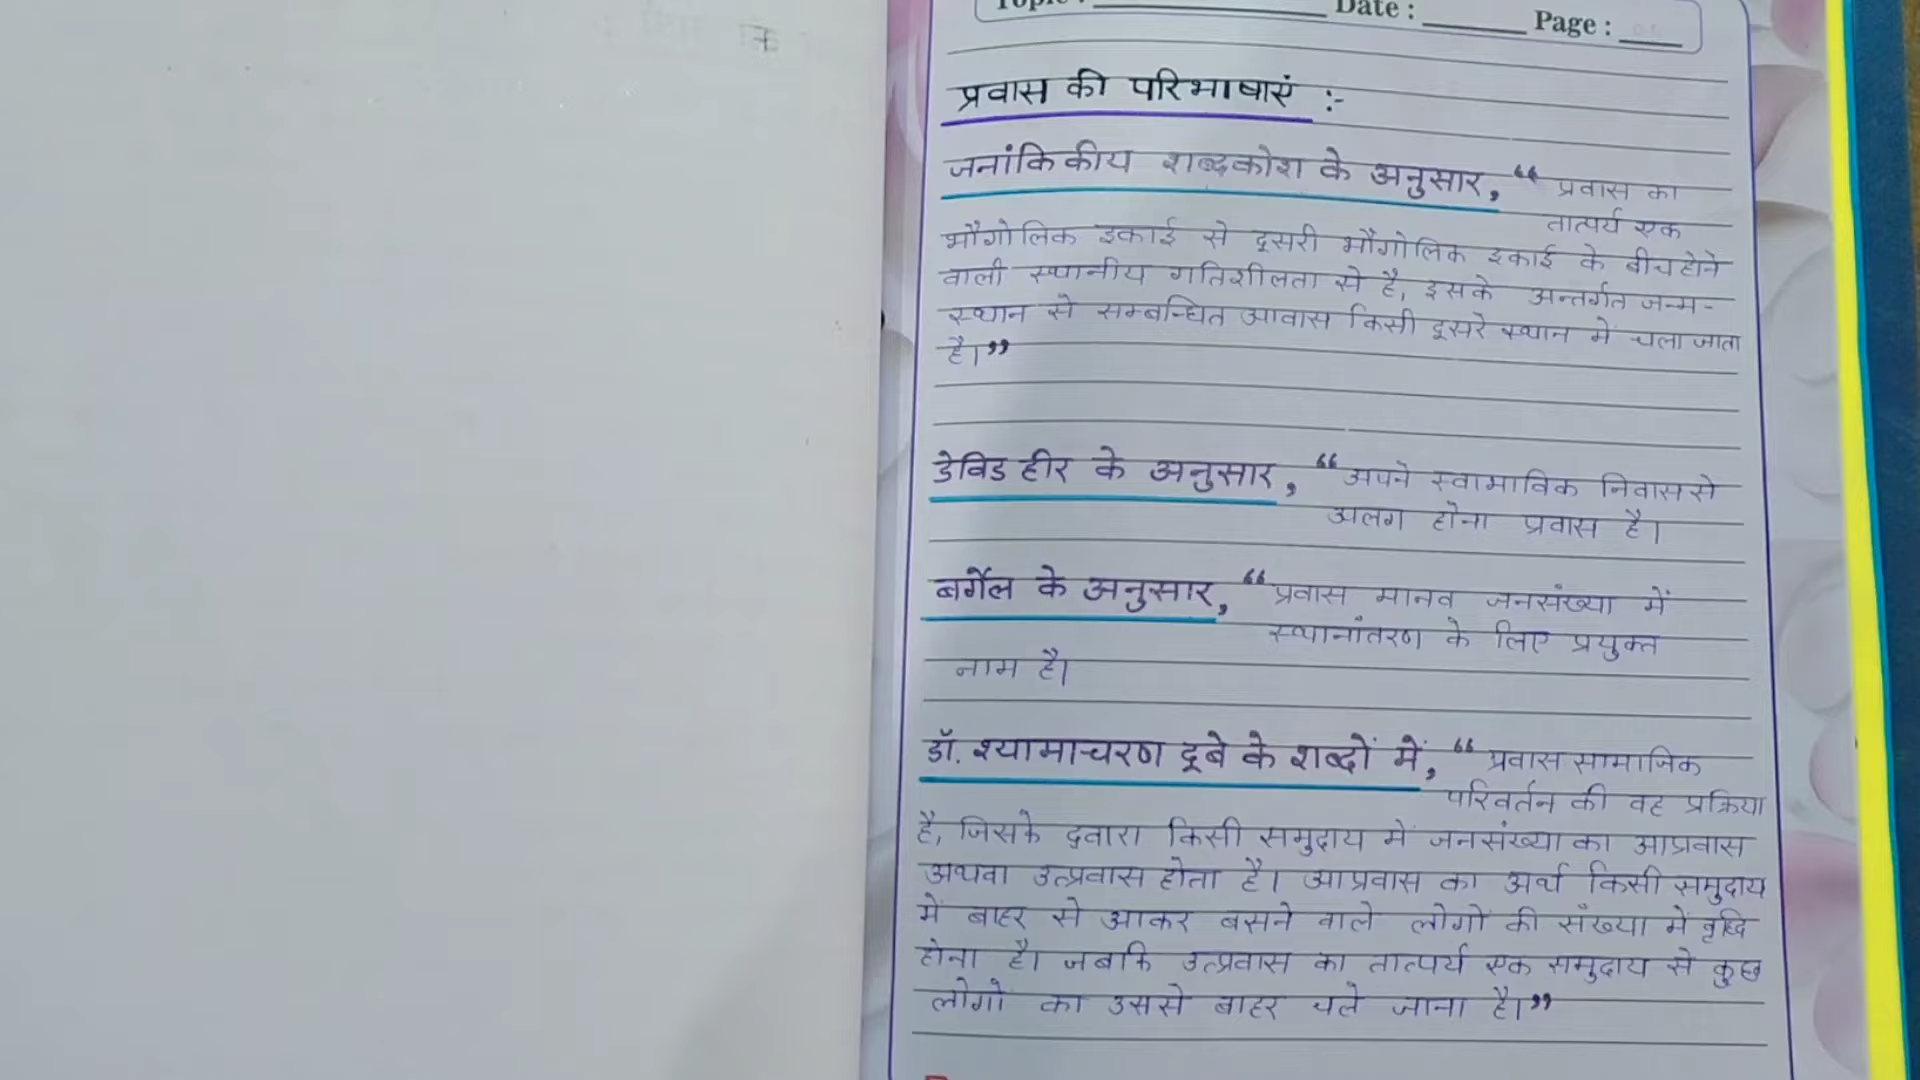 Topic : Date : Page :
प्रवास की परिभाषाएं :-
जनांकिकीय शब्दकोश के अनुसार, “ प्रवास का
तात्पर्य एक
भौगोलिक इकाई से दूसरी भौगोलिक इकाई के बीच होने
वाली स्थानीय गतिशीलता से है, इसके अन्तर्गत जन्म-
स्थान से सम्बन्धित आवास किसी दूसरे स्थान में चला जाता
है।”
डेविड हीर के अनुसार, “ अपने स्वाभाविक निवास से
अलग होना प्रवास है।
बर्गेल के अनुसार, “ प्रवास मानव जनसंख्या में
स्थानांतरण के लिए प्रयुक्त
नाम है।
डॉ. श्यामाचरण दूबे के शब्दों में, “ प्रवास सामाजिक
परिवर्तन की वह प्रक्रिया
है, जिसके द्वारा किसी समुदाय में जनसंख्या का आप्रवास
अथवा उत्प्रवास होता है। आप्रवास का अर्थ किसी समुदाय
में बाहर से आकर बसने वाले लोगों की संख्या में वृद्धि
होना है। जबकि उत्प्रवास का तात्पर्य एक समुदाय से कुछ
लोगों का उससे बाहर चले जाना है।”